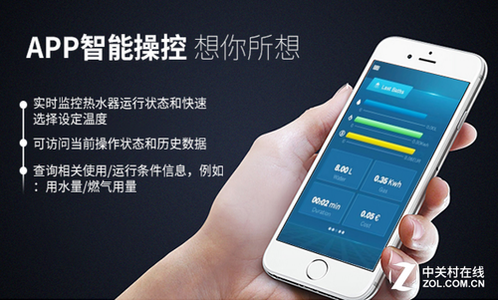 APP智能操控 想你所想
实时监控热水器运行状态和快速
选择设定温度
可访问当前操作状态和历史数据
查询相关使用/运行条件信息，例如
：用水量/燃气用量
Last Baths
8.00 L
Water
0.35 Kwh
Gas
00:02 min
Duration
0.05 €
Cost
中关村在线
ZOL.COM.CN